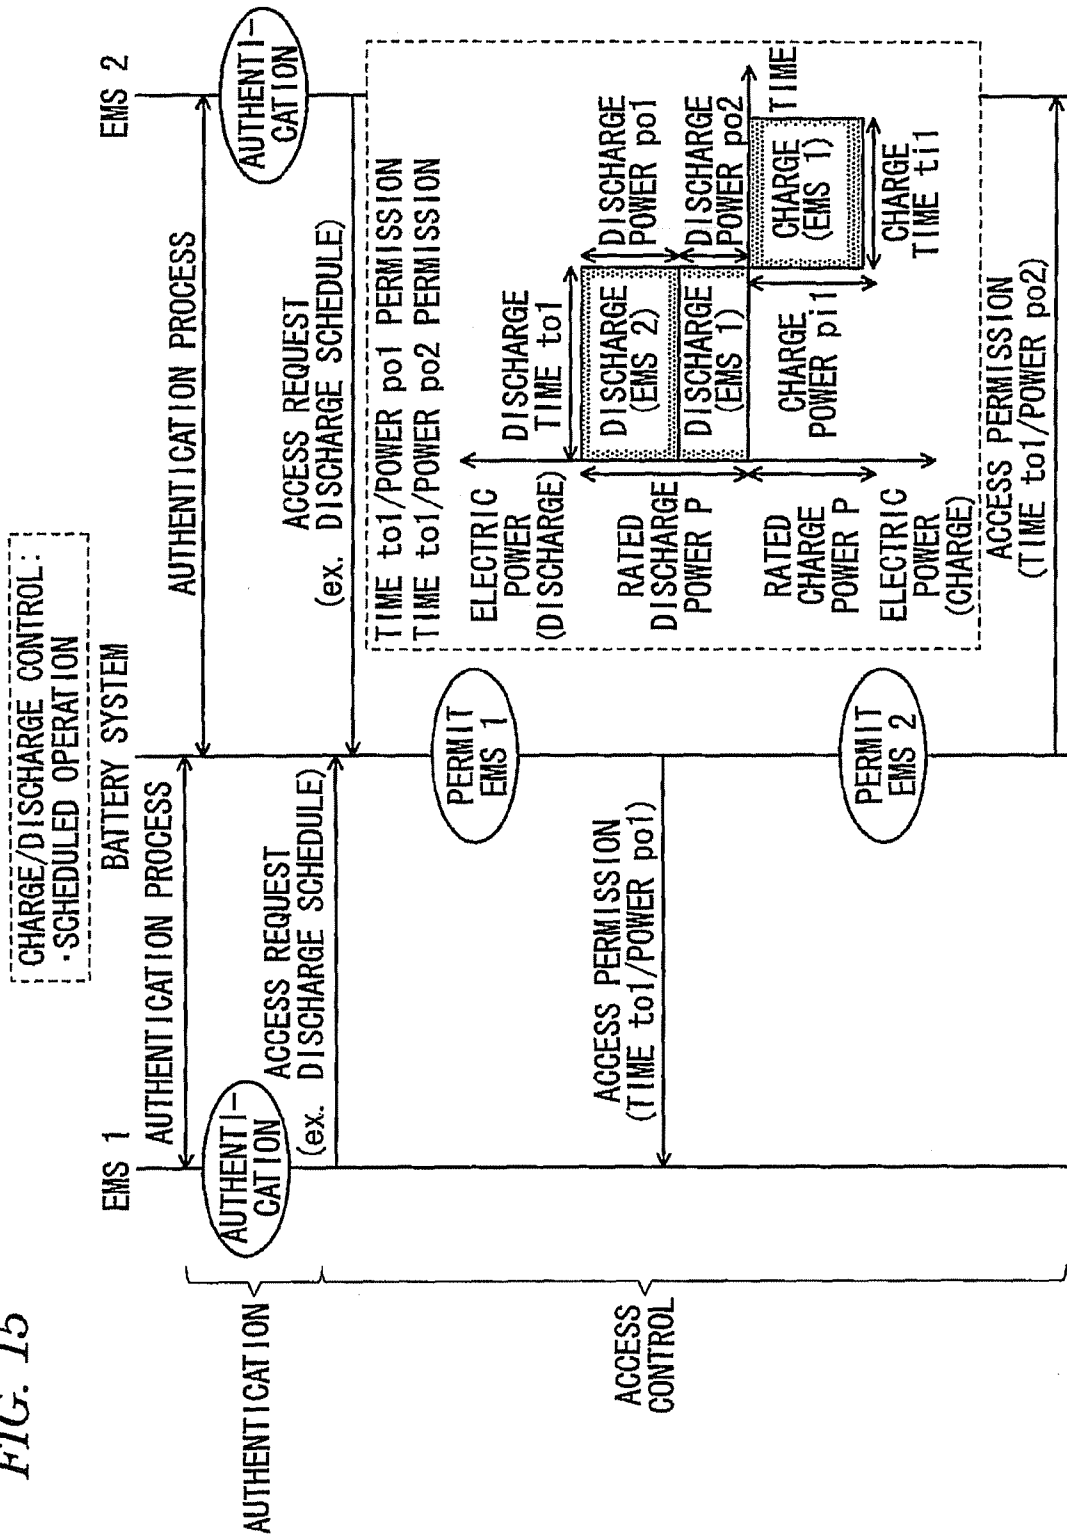 FIG. 15
CHARGE/DISCHARGE CONTROL:
·SCHEDULED OPERATION
EMS 1
BATTERY SYSTEM
EMS 2
AUTHENTICATION PROCESS
AUTHENTICATION PROCESS
AUTHENTICATION
AUTHENTI-
CATION
AUTHENTI-
CATION
ACCESS REQUEST
(ex. DISCHARGE SCHEDULE)
ACCESS REQUEST
(ex. DISCHARGE SCHEDULE)
TIME to1/POWER po1 PERMISSION
TIME to1/POWER po2 PERMISSION
ACCESS
CONTROL
PERMIT
EMS 1
ELECTRIC
POWER
(DISCHARGE)
DISCHARGE
TIME to1
RATED
DISCHARGE
POWER P
DISCHARGE
(EMS 2)
DISCHARGE
POWER po1
DISCHARGE
(EMS 1)
DISCHARGE
POWER po2
TIME
RATED
CHARGE
POWER P
CHARGE
POWER pi1
CHARGE
(EMS 1)
CHARGE
TIME ti1
ELECTRIC
POWER
(CHARGE)
ACCESS PERMISSION
(TIME to1/POWER po1)
PERMIT
EMS 2
ACCESS PERMISSION
(TIME to1/POWER po2)